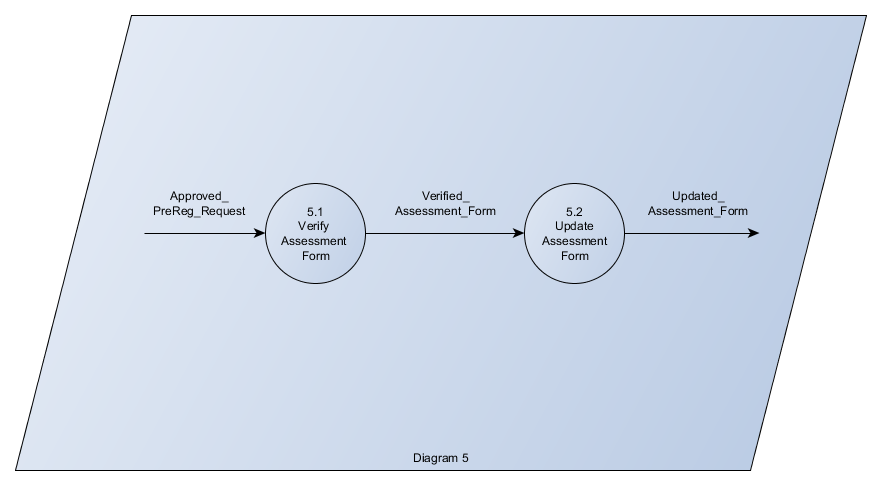 Approved_
PreReg_Request
5.1
Verify
Assessment
Form
Verified_
Assessment_Form
5.2
Update
Assessment
Form
Updated_
Assessment_Form
Diagram 5